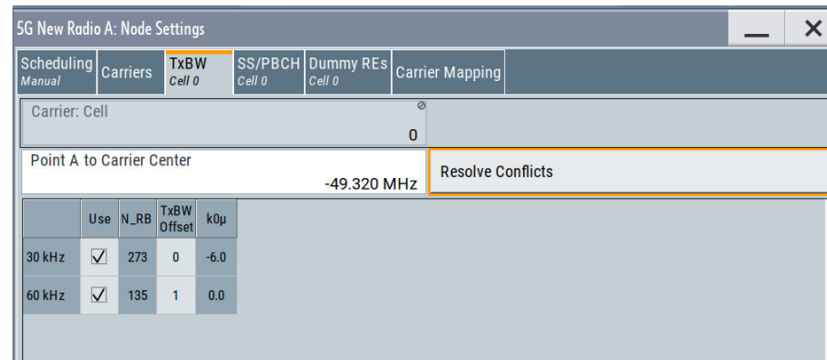 5G New Radio A: Node Settings
Scheduling Manual
Carriers
TxBW Cell 0
SS/PBCH Cell 0
Dummy REs Cell 0
Carrier Mapping
Carrier: Cell
0
Point A to Carrier Center
-49.320 MHz
Resolve Conflicts
Use N_RB TxBW Offset k0μ
30 kHz 273 0 -6.0
60 kHz 135 1 0.0